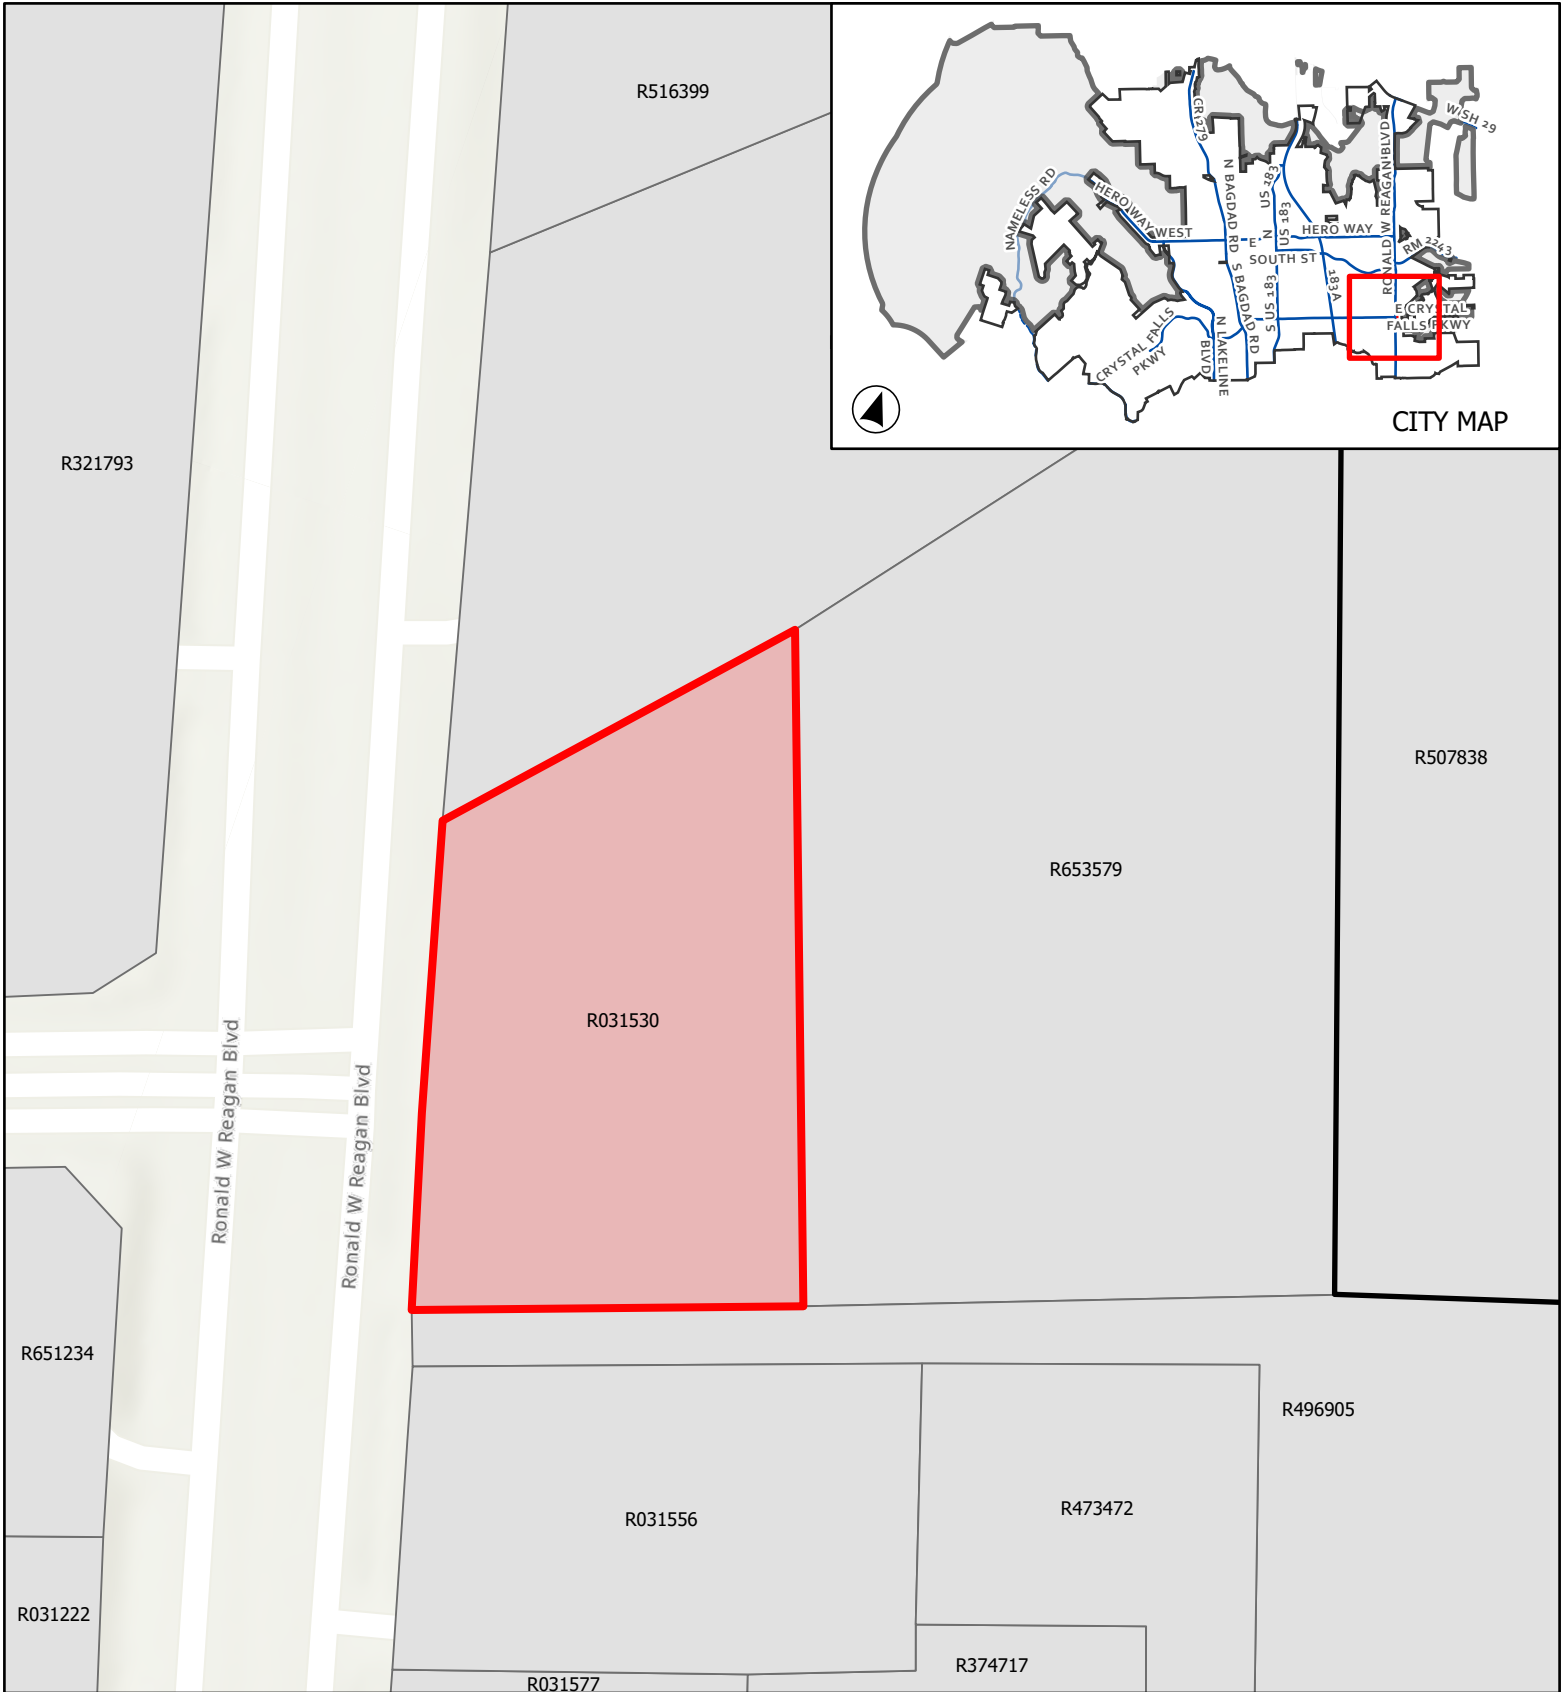 R516399
R321793
CR 279
WISH 29
NAMELESS RD
HERO WAY
WEST
N BAGDAD RD
N US 183
US 183
HERO WAY
E SOUTH ST
RONALD W REAGAN BLVD
RM 2243
S BAGDAD RD
S US 183
183A
E CRYSTAL
FALLS PKWY
CRYSTAL FALLS
PKWY
N LAKELINE
BLVD
CITY MAP
R507838
R653579
R031530
Ronald W Reagan Blvd
Ronald W Reagan Blvd
R651234
R496905
R031556
R473472
R031222
R374717
R031577